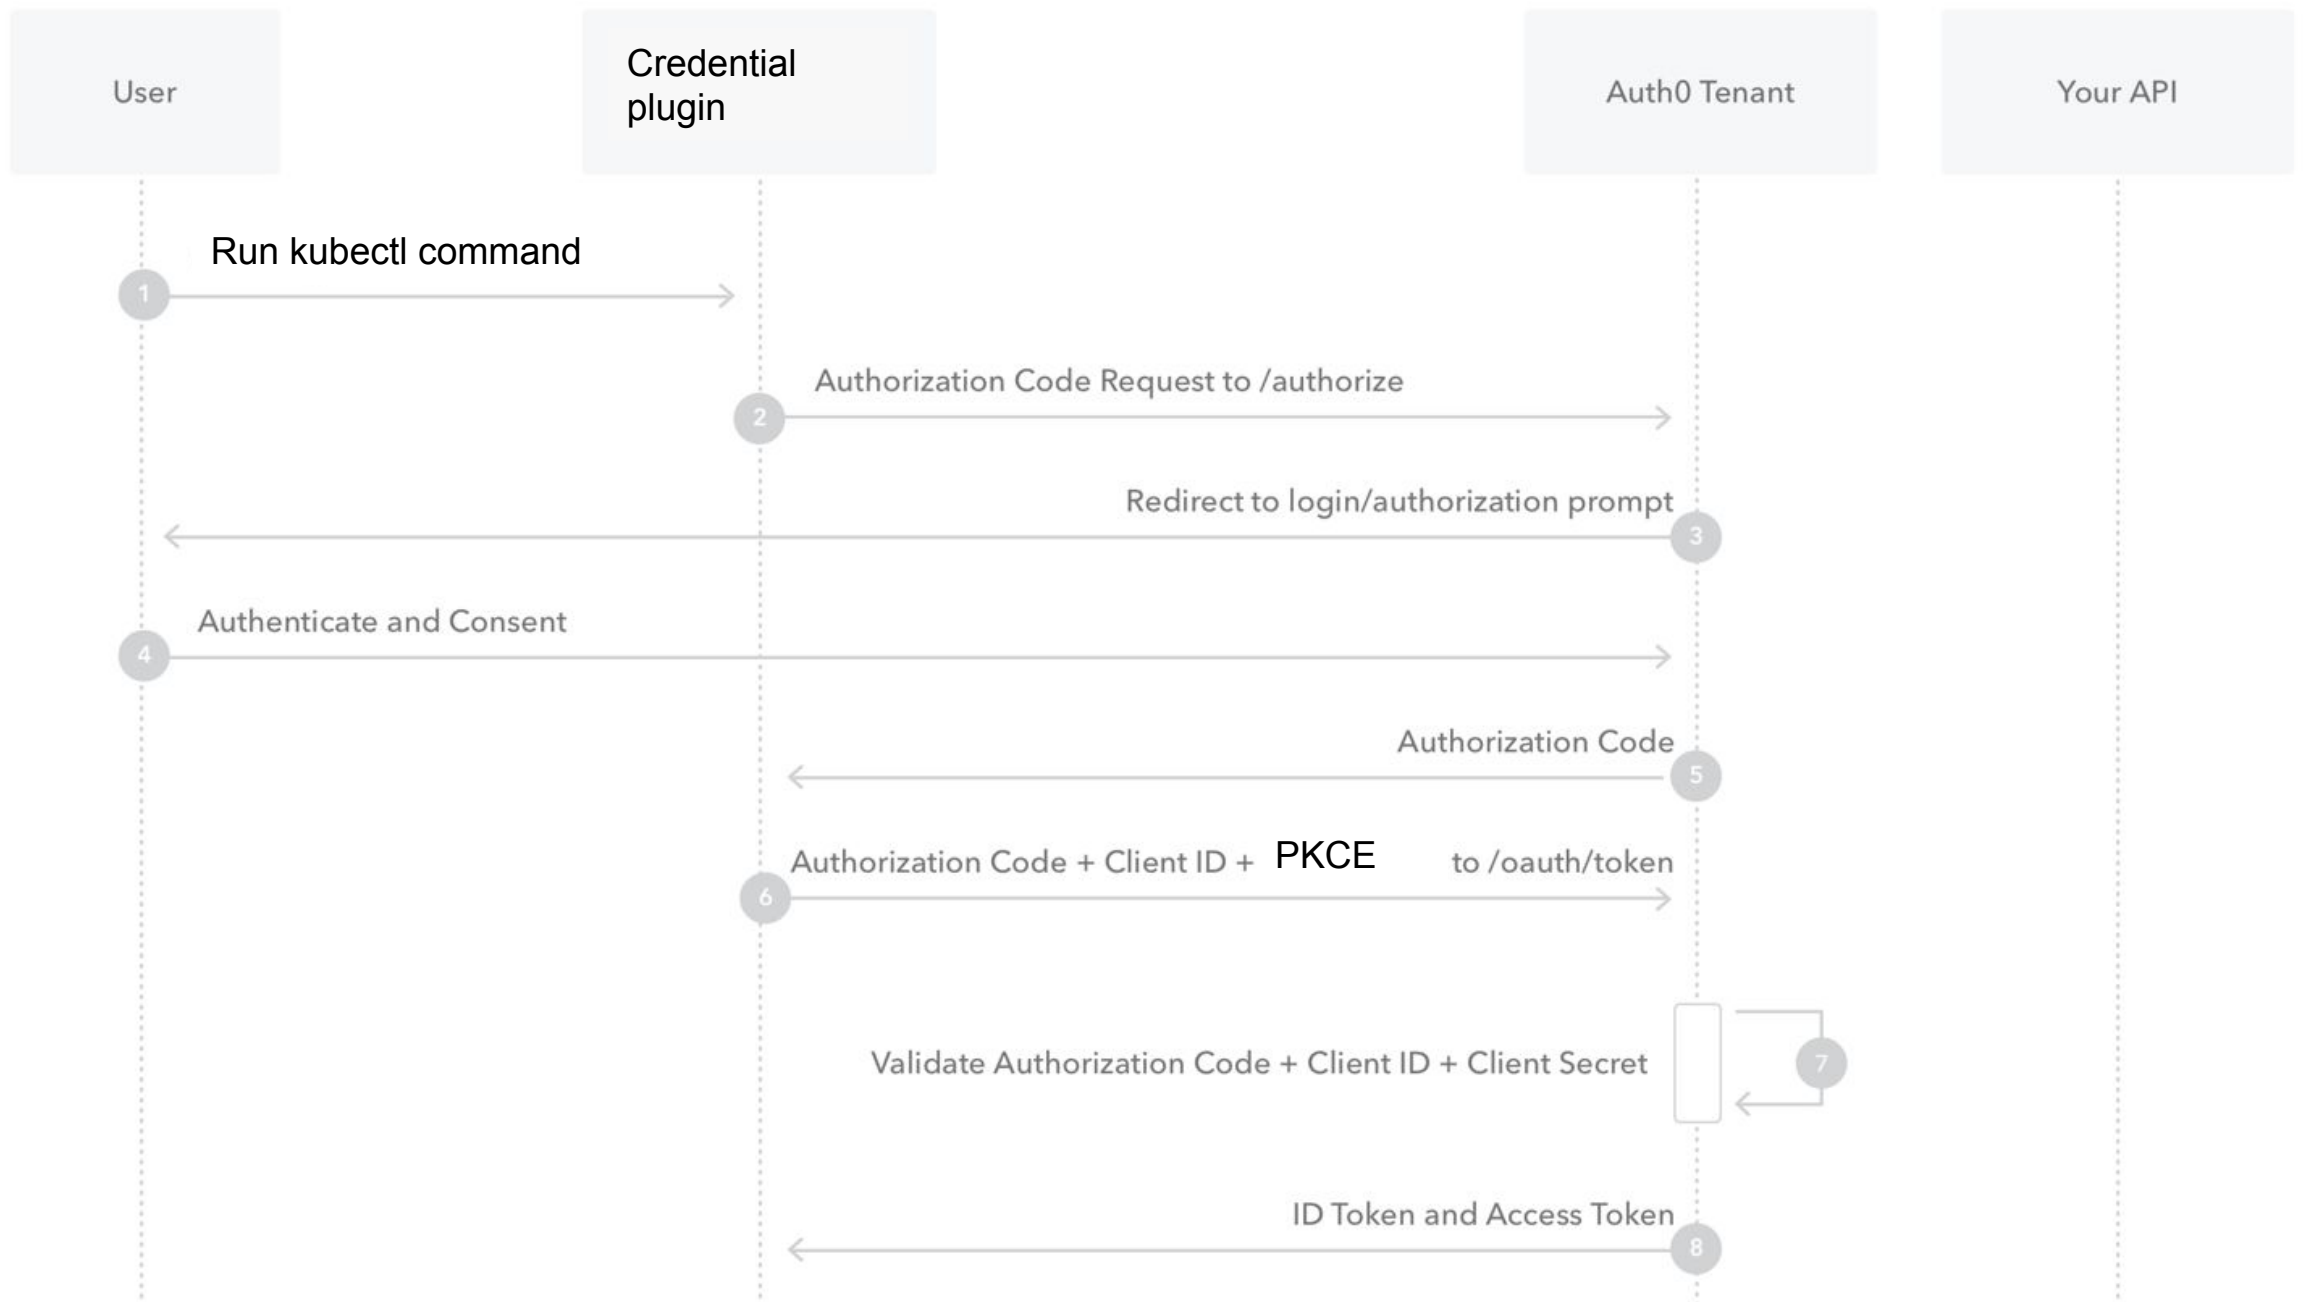 User
Credential
plugin
Auth0 Tenant
Your API
Run kubectl command
1
Authorization Code Request to /authorize
2
Redirect to login/authorization prompt
3
Authenticate and Consent
4
Authorization Code
5
Authorization Code + Client ID + PKCE to /oauth/token
6
Validate Authorization Code + Client ID + Client Secret
7
ID Token and Access Token
8